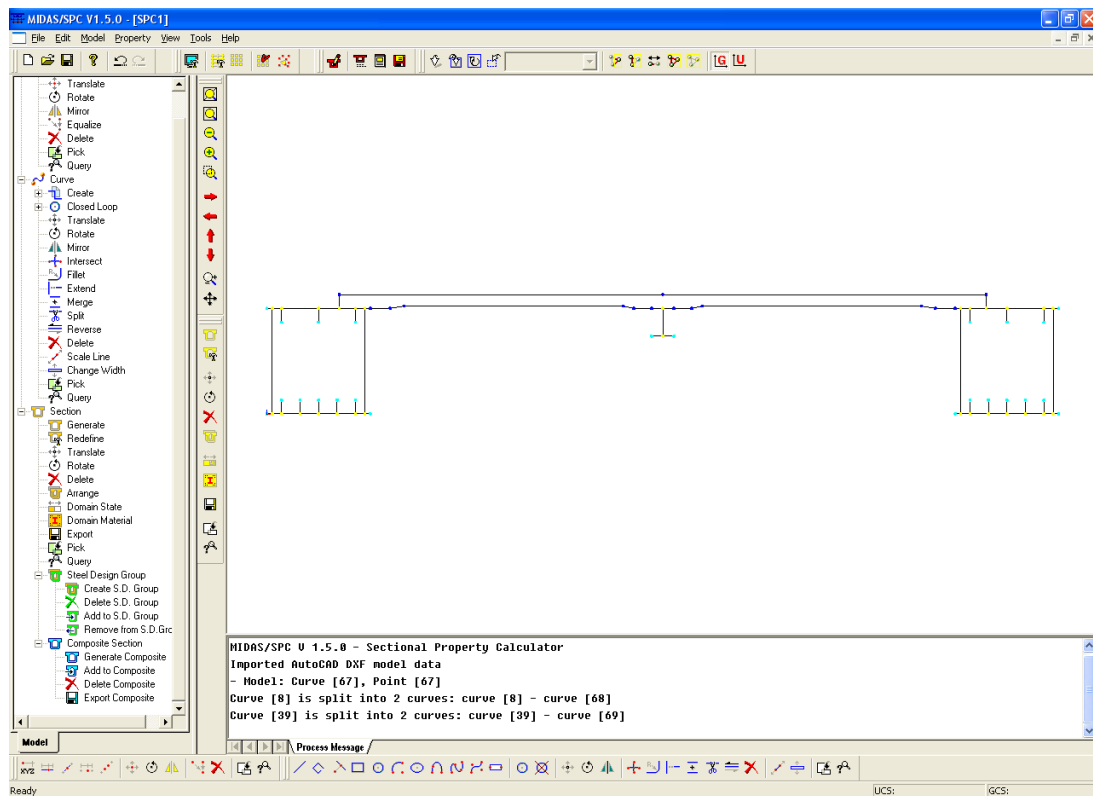 MIDAS/SPC V1.5.0 - [SPC1]
File Edit Model Property View Tools Help
Translate
Rotate
Mirror
Equalize
Delete
Pick
Query
Curve
Create
Closed Loop
Translate
Rotate
Mirror
Intersect
Fillet
Extend
Merge
Split
Reverse
Delete
Scale Line
Change Width
Pick
Query
Section
Generate
Redefine
Translate
Rotate
Delete
Arrange
Domain State
Domain Material
Export
Pick
Query
Steel Design Group
Create S.D. Group
Delete S.D. Group
Add to S.D. Group
Remove from S.D.Grc
Composite Section
Generate Composite
Add to Composite
Delete Composite
Export Composite
Model
MIDAS/SPC V 1.5.0 - Sectional Property Calculator
Imported AutoCAD DXF model data
- Model: Curve [67], Point [67]
Curve [8] is split into 2 curves: curve [8] - curve [68]
Curve [39] is split into 2 curves: curve [39] - curve [69]
Process Message
XYZ
Ready
UCS:
GCS: